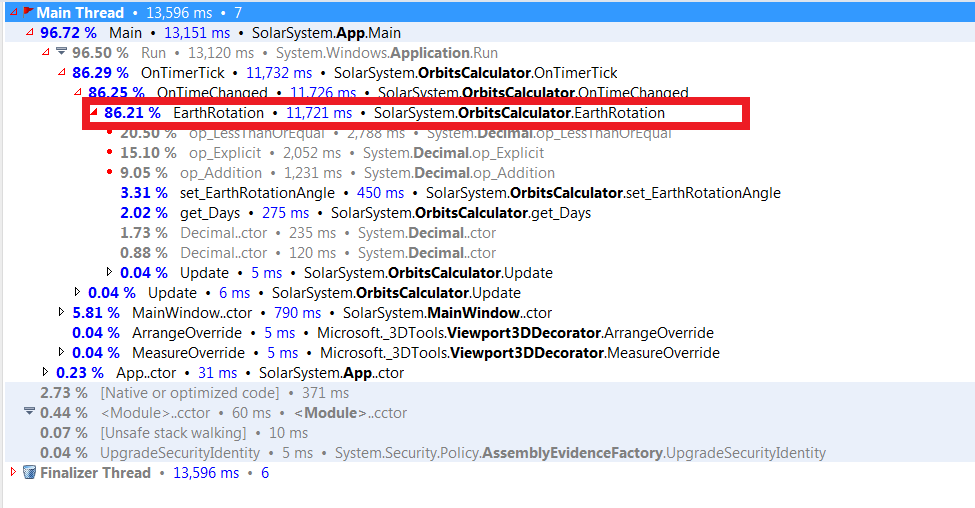 Main Thread • 13,596 ms • 7
96.72 % Main • 13,151 ms • SolarSystem.App.Main
96.50 % Run • 13,120 ms • System.Windows.Application.Run
86.29 % OnTimerTick • 11,732 ms • SolarSystem.OrbitsCalculator.OnTimerTick
86.25 % OnTimeChanged • 11,726 ms • SolarSystem.OrbitsCalculator.OnTimeChanged
86.21 % EarthRotation • 11,721 ms • SolarSystem.OrbitsCalculator.EarthRotation
20.50 % op_LessThanOrEqual • 2,788 ms • System.Decimal.op_LessThanOrEqual
15.10 % op_Explicit • 2,052 ms • System.Decimal.op_Explicit
9.05 % op_Addition • 1,231 ms • System.Decimal.op_Addition
3.31 % set_EarthRotationAngle • 450 ms • SolarSystem.OrbitsCalculator.set_EarthRotationAngle
2.02 % get_Days • 275 ms • SolarSystem.OrbitsCalculator.get_Days
1.73 % Decimal..ctor • 235 ms • System.Decimal..ctor
0.88 % Decimal..ctor • 120 ms • System.Decimal..ctor
0.04 % Update • 5 ms • SolarSystem.OrbitsCalculator.Update
0.04 % Update • 6 ms • SolarSystem.OrbitsCalculator.Update
5.81 % MainWindow..ctor • 790 ms • SolarSystem.MainWindow..ctor
0.04 % ArrangeOverride • 5 ms • Microsoft._3DTools.Viewport3DDecorator.ArrangeOverride
0.04 % MeasureOverride • 5 ms • Microsoft._3DTools.Viewport3DDecorator.MeasureOverride
0.23 % App..ctor • 31 ms • SolarSystem.App..ctor
2.73 % [Native or optimized code] • 371 ms
0.44 % <Module>..cctor • 60 ms • <Module>..cctor
0.07 % [Unsafe stack walking] • 10 ms
0.04 % UpgradeSecurityIdentity • 5 ms • System.Security.Policy.AssemblyEvidenceFactory.UpgradeSecurityIdentity
Finalizer Thread • 13,596 ms • 6